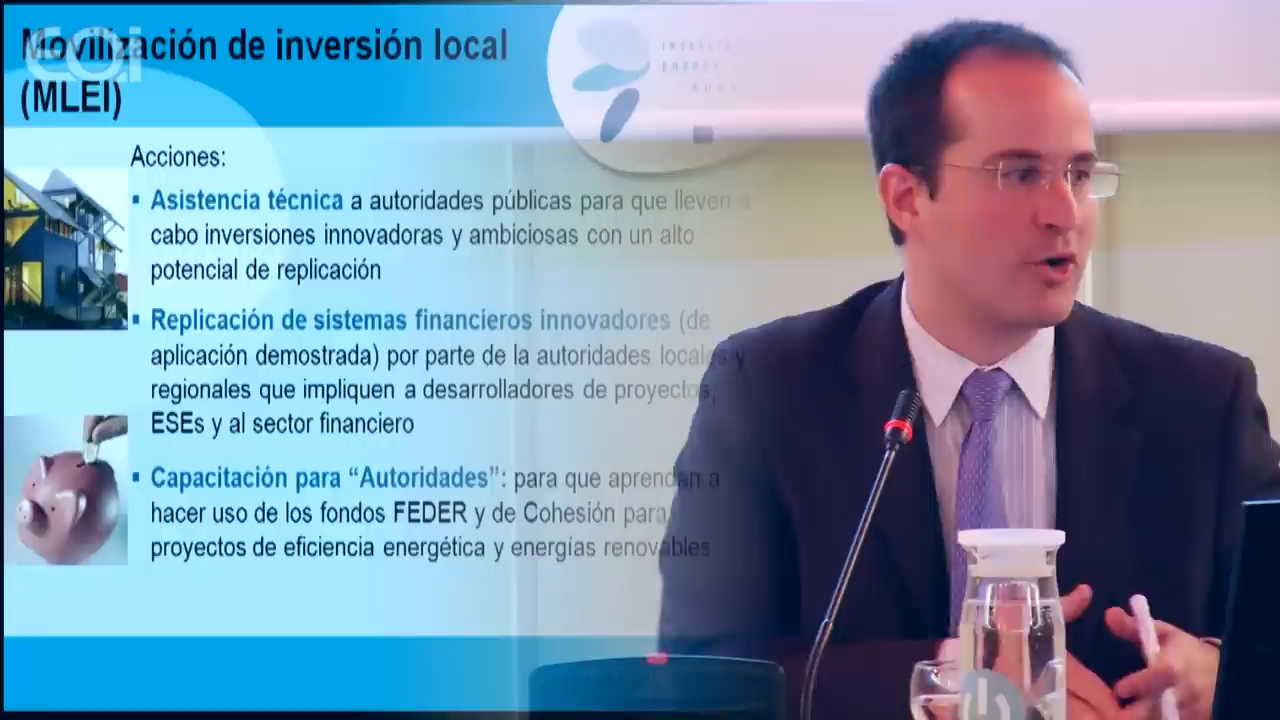 Movilización de inversión local
(MLEI)
eoi
Acciones:
▪ Asistencia técnica a autoridades públicas para que lleven a
cabo inversiones innovadoras y ambiciosas con un alto
potencial de replicación
▪ Replicación de sistemas financieros innovadores (de
aplicación demostrada) por parte de la autoridades locales y
regionales que impliquen a desarrolladores de proyectos,
ESEs y al sector financiero
▪ Capacitación para “Autoridades”: para que aprendan a
hacer uso de los fondos FEDER y de Cohesión para
proyectos de eficiencia energética y energías renovables